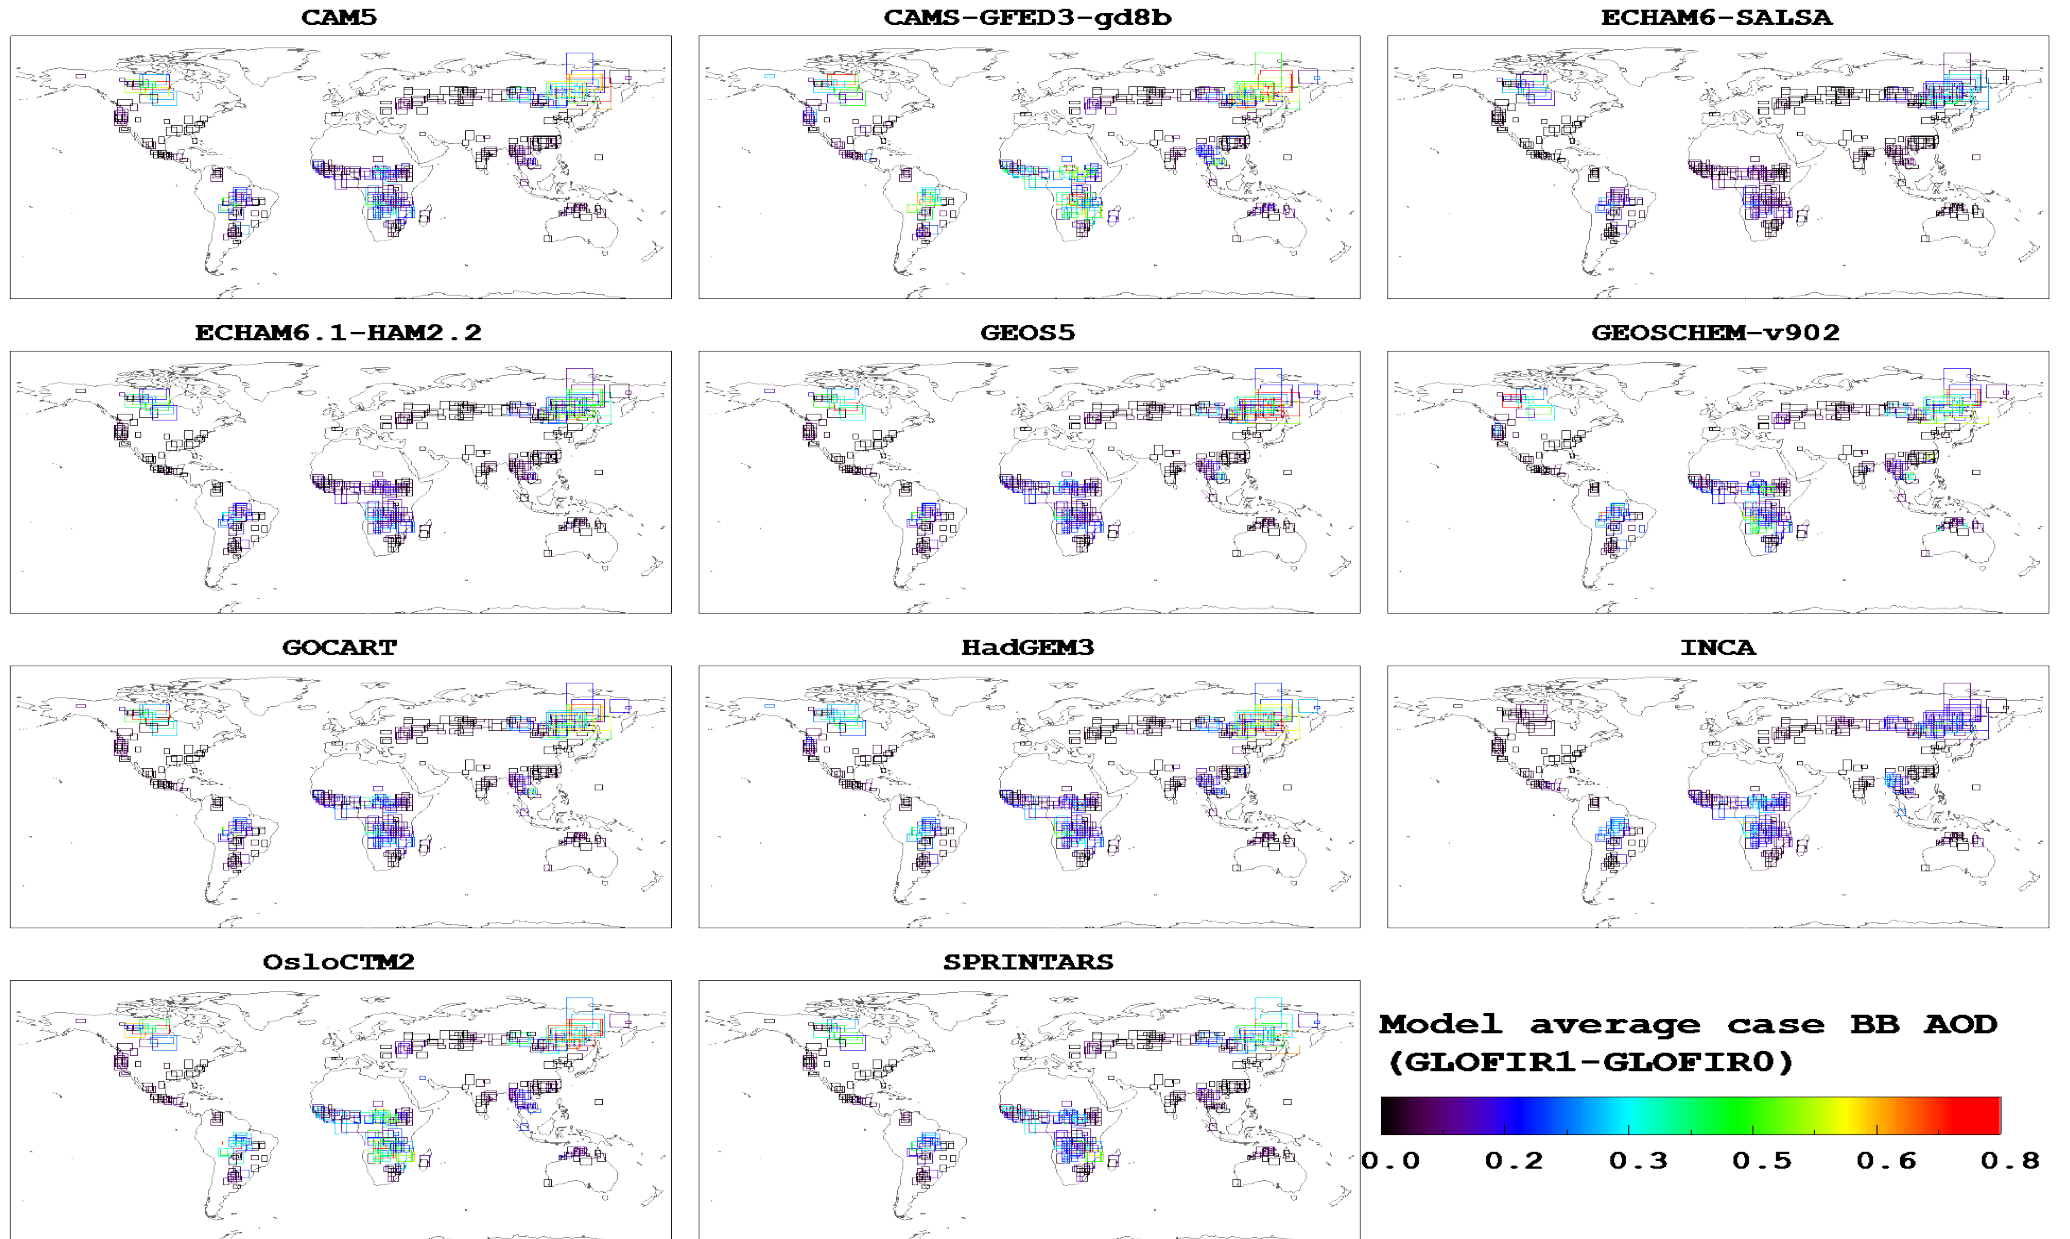 CAM5
CAMS-GFED3-gd8b
ECHAM6-SALSA
ECHAM6.1-HAM2.2
GEOS5
GEOSCHEM-v902
GOCART
HadGEM3
INCA
OsloCTM2
SPRINTARS
Model average case BB AOD
(GLOFIR1-GLOFIR0)
0.0 0.2 0.3 0.5 0.6 0.8